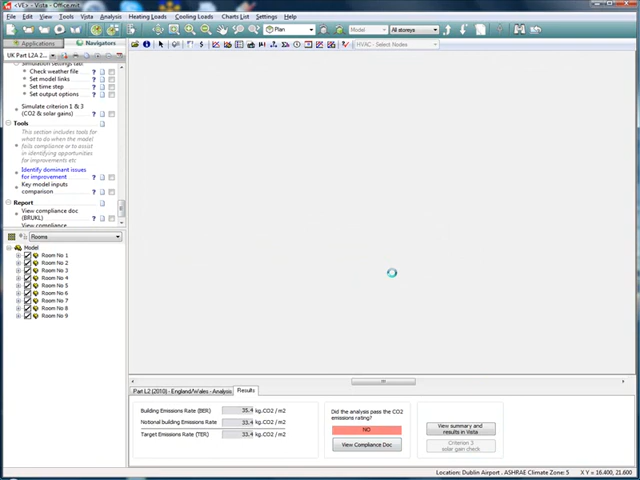 <VE> - Vista - Office.mit
File Edit View Tools Vista Analysis Heating Loads Cooling Loads Charts List Settings Help
Plan Model All storeys
Applications Navigators
HVAC - Select Nodes
UK Part L2A 2...
Check weather file
Set model links
Set time step
Set output options
Simulate criterion 1 & 3
(CO2 & solar gains)
Tools
This section includes tools for
what to do when the model
fails compliance or to assist
in identifying opportunities
for improvements etc
Identify dominant issues
for improvement
Key model inputs
comparison
Report
View compliance doc
(BRUKL)
View compliance
Rooms
Model
Room No 1
Room No 2
Room No 3
Room No 4
Room No 5
Room No 6
Room No 7
Room No 8
Room No 9
Part L2 (2010) - England/Wales - Analysis Results
Building Emissions Rate (BER) 35.4 kg.CO2 / m2
Notional building Emissions Rate 33.4 kg.CO2 / m2
Target Emissions Rate (TER) 33.4 kg.CO2 / m2
Did the analysis pass the CO2
emissions rating?
NO
View Compliance Doc
View summary and
results in Vista
Criterion 3
solar gain check
Location: Dublin Airport , ASHRAE Climate Zone: 5 X Y = 16.400, 21.600